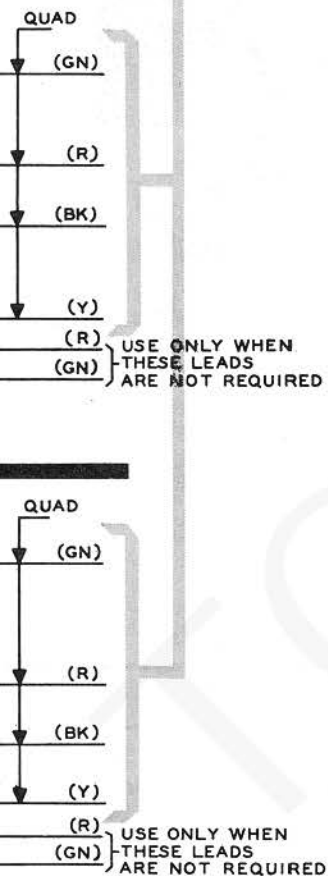 QUAD
(GN)
(R)
(BK)
(Y)
(R)
(GN)
USE ONLY WHEN
THESE LEADS
ARE NOT REQUIRED
QUAD
(GN)
(R)
(BK)
(Y)
(R)
(GN)
USE ONLY WHEN
THESE LEADS
ARE NOT REQUIRED